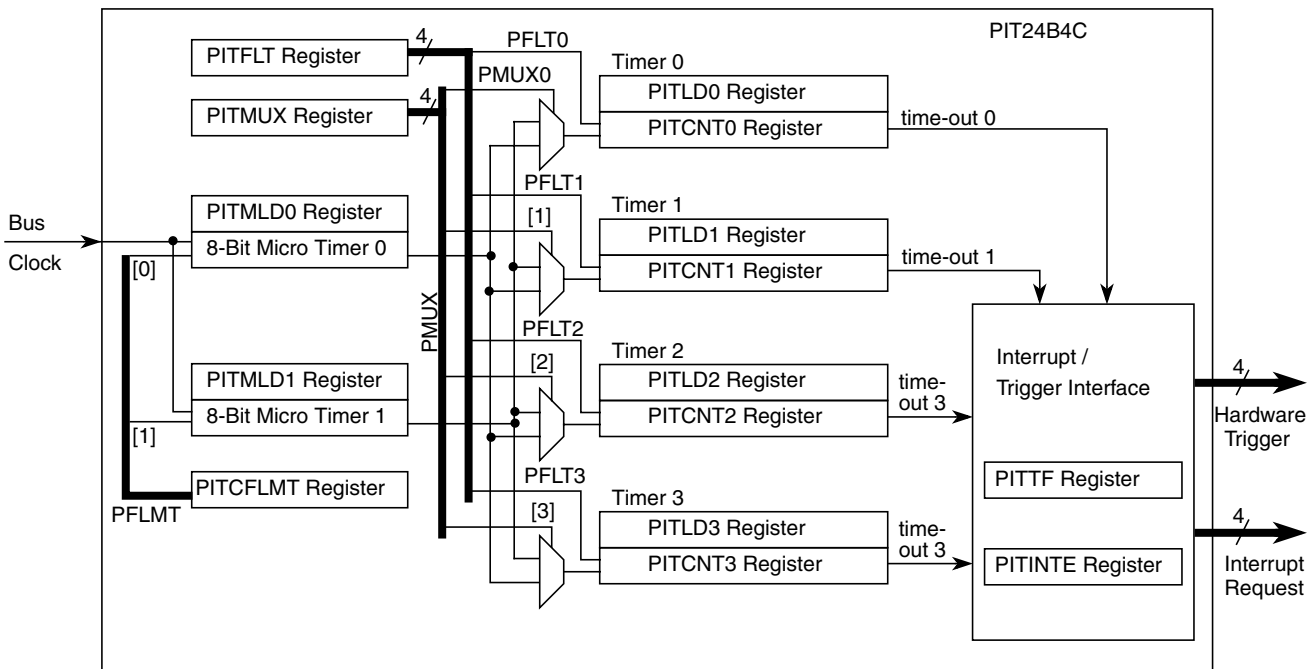 PIT24B4C
4
PITFLT Register
PFLT0
PMUX0
4
PITMUX Register
Timer 0
PITLD0 Register
PITCNT0 Register
time-out 0
PFLT1
Bus
Clock
PITMLD0 Register
8-Bit Micro Timer 0
[0]
[1]
Timer 1
PITLD1 Register
PITCNT1 Register
time-out 1
PMUX
PFLT2
[2]
Timer 2
PITLD2 Register
PITCNT2 Register
time-
out 3
PITMLD1 Register
8-Bit Micro Timer 1
[1]
PITCFLMT Register
PFLMT
PFLT3
[3]
Timer 3
PITLD3 Register
PITCNT3 Register
time-
out 3
Interrupt /
Trigger Interface
PITTF Register
PITINTE Register
4
Hardware
Trigger
4
Interrupt
Request